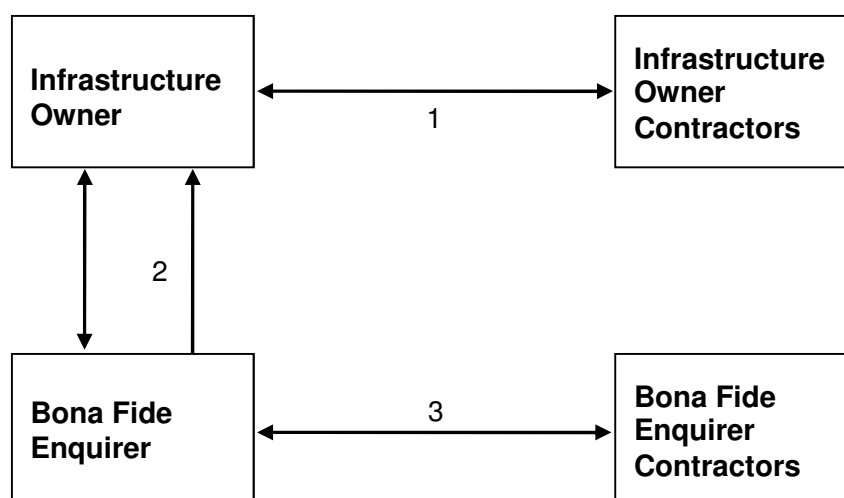 Infrastructure
Owner
Infrastructure
Owner
Contractors
1
2
Bona Fide
Enquirer
3
Bona Fide
Enquirer
Contractors